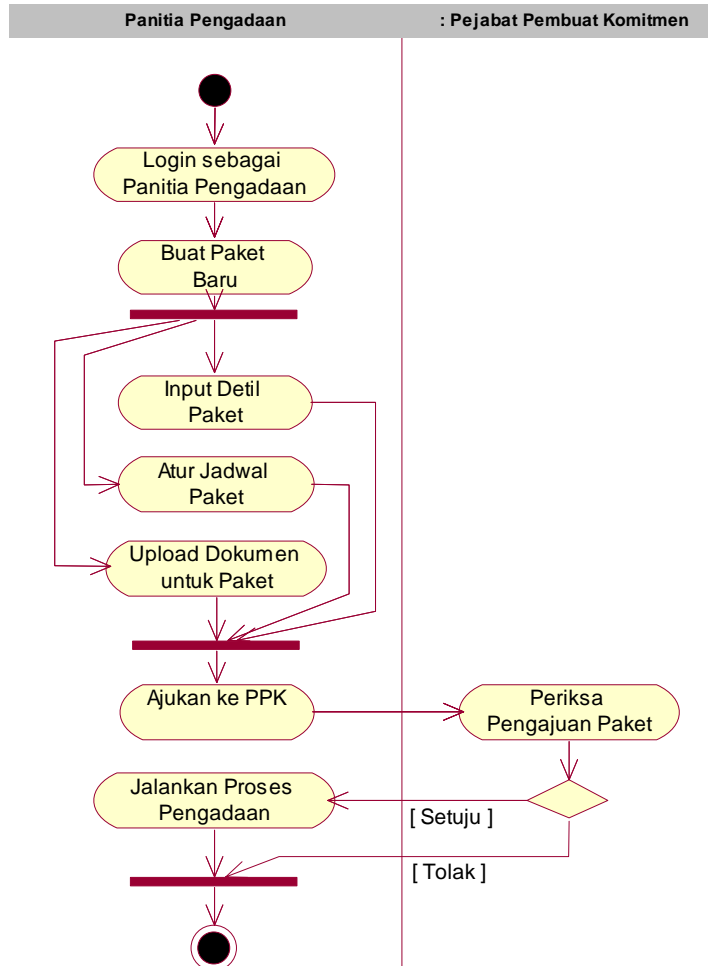 Panitia Pengadaan
: Pejabat Pembuat Komitmen
Login sebagai
Panitia Pengadaan
Buat Paket
Baru
Input Detil
Paket
Atur Jadwal
Paket
Upload Dokumen
untuk Paket
Ajukan ke PPK
Periksa
Pengajuan Paket
Jalankan Proses
Pengadaan
[ Setuju ]
[ Tolak ]